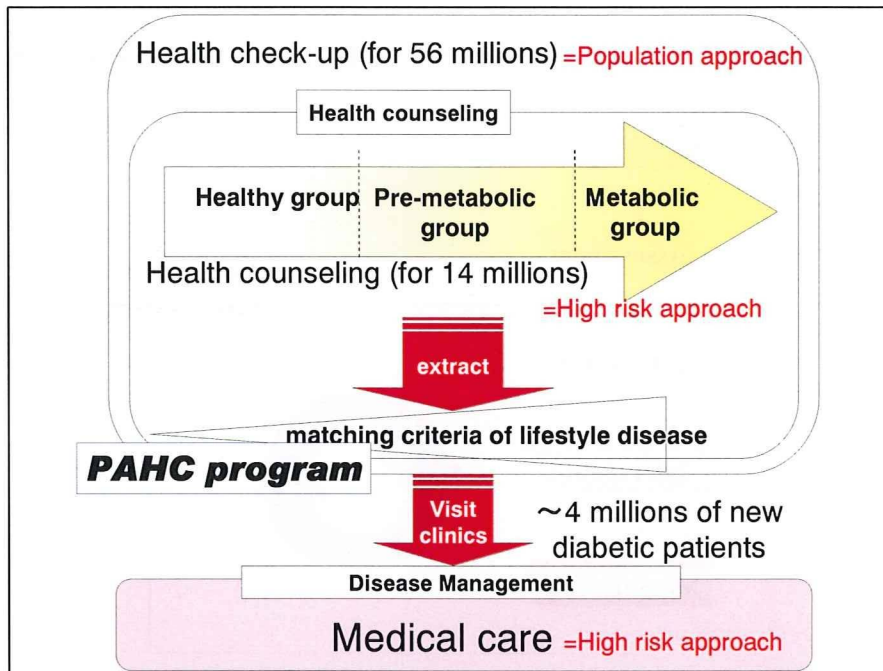 Health check-up (for 56 millions) =Population approach
Health counseling
Healthy group
Pre-metabolic
group
Metabolic
group
Health counseling (for 14 millions)
=High risk approach
extract
matching criteria of lifestyle disease
PAHC program
Visit
clinics
~4 millions of new
diabetic patients
Disease Management
Medical care =High risk approach